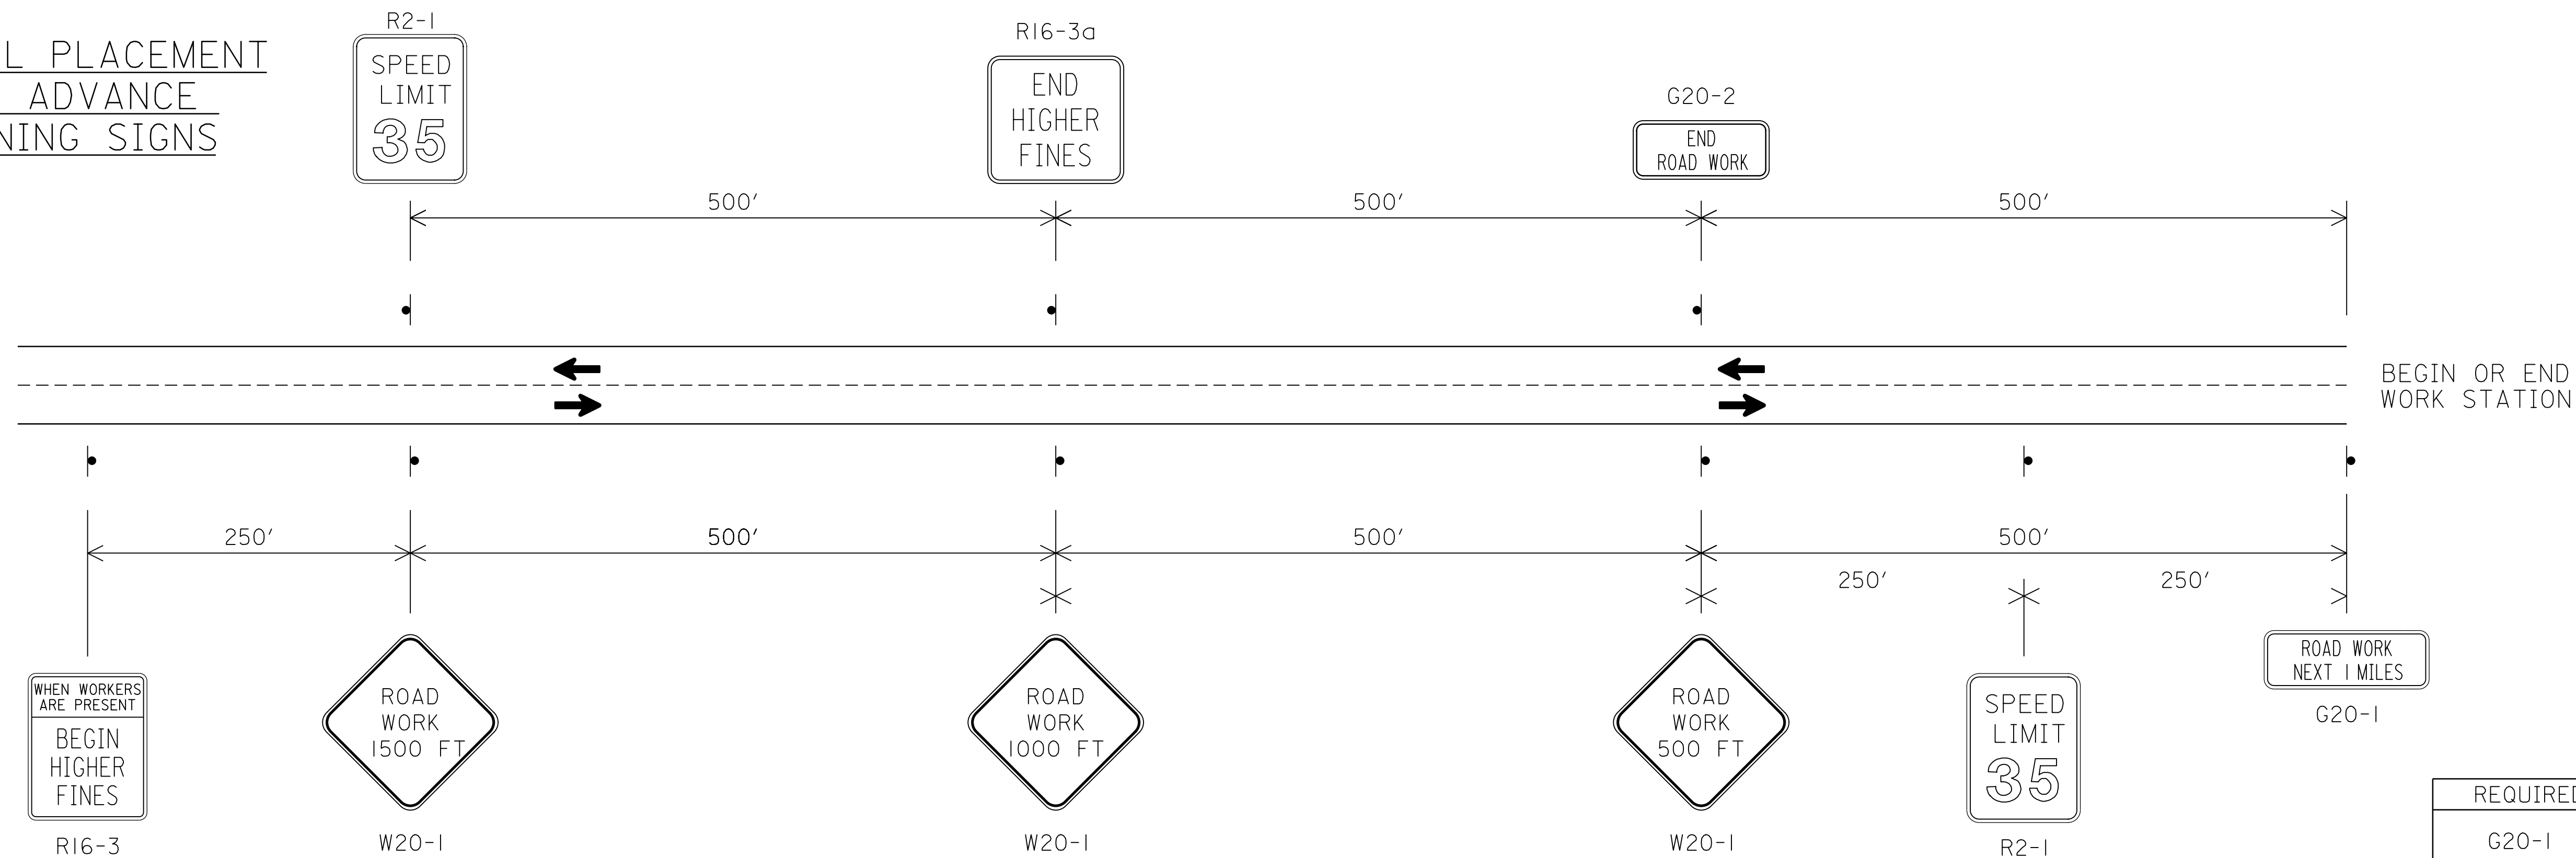 L PLACEMENT
ADVANCE
NING SIGNS
R2-1
SPEED
LIMIT
35
R16-3a
END
HIGHER
FINES
G20-2
END
ROAD WORK
500'
500'
500'
BEGIN OR END
WORK STATION
250'
500'
500'
500'
250'
250'
WHEN WORKERS
ARE PRESENT
BEGIN
HIGHER
FINES
R16-3
ROAD
WORK
1500 FT
W20-1
ROAD
WORK
1000 FT
W20-1
ROAD
WORK
500 FT
W20-1
SPEED
LIMIT
35
R2-1
ROAD WORK
NEXT 1 MILES
G20-1
REQUIRED
G20-1